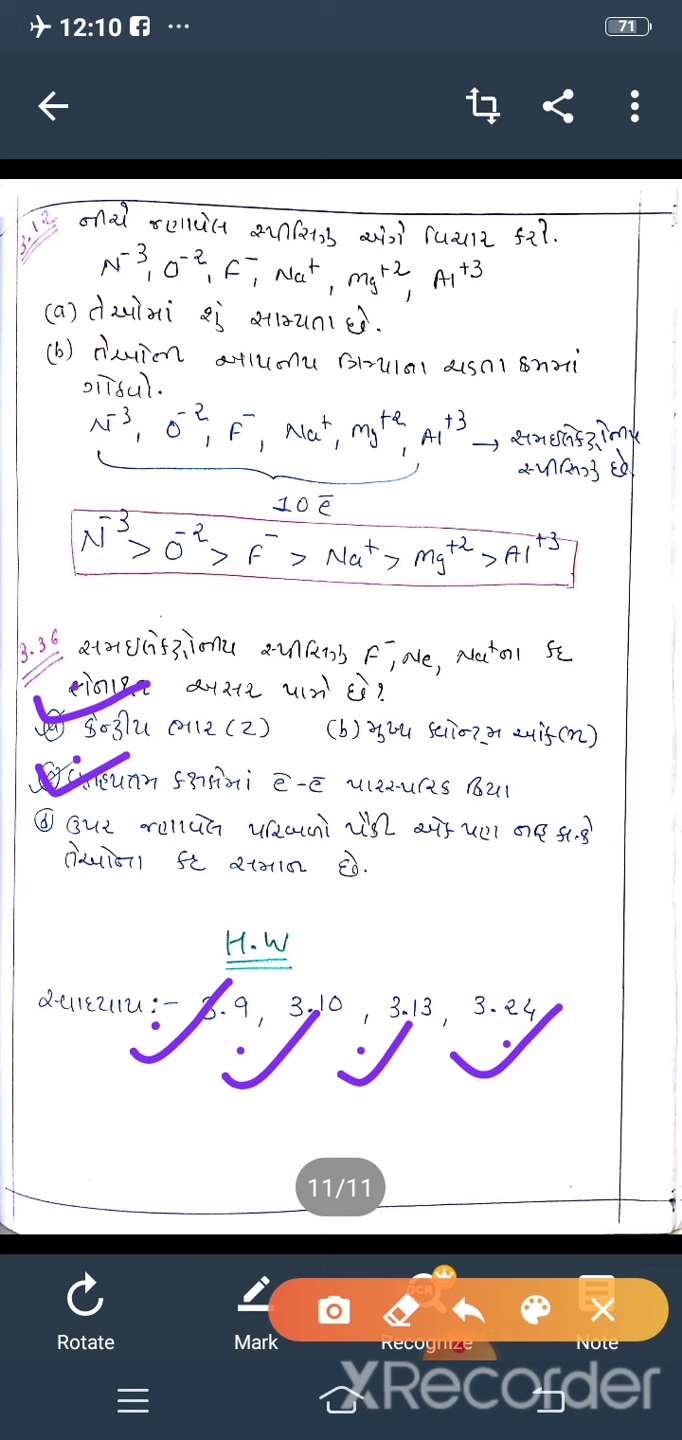 12:10
71
3.12 નીચે જણાવેલ સ્પીસિઝ અંગે વિચાર કરો.
N⁻³, O⁻², F⁻, Na⁺, Mg⁺², Al⁺³
(a) તેઓમાં શું સામ્યતા છે.
(b) તેઓની આયનીય ત્રિજ્યાના ચડતા ક્રમમાં
ગોઠવો.
N⁻³, O⁻², F⁻, Na⁺, Mg⁺², Al⁺³ → સમઇલેક્ટ્રોનીય
સ્પીસિઝ છે.
10 ē
N⁻³ > O⁻² > F⁻ > Na⁺ > Mg⁺² > Al⁺³
3.36 સમઇલેક્ટ્રોનીય સ્પીસિઝ F⁻, Ne, Na⁺ના કદ
અસર પામે છે?
(a) કેન્દ્રીય ભાર (Z) (b) મુખ્ય ક્વોન્ટમ આંક (n)
કક્ષકોમાં ē-ē પારસ્પરિક ક્રિયા
(d) ઉપર જણાવેલ પરિબળો પૈકી એક પણ નહિ કા.કે
તેઓના કદ સમાન છે.
H.W
સ્વાધ્યાય :- 3.9, 3.10, 3.13, 3.24
11/11
Rotate
Mark
Recognize
Note
XRecorder